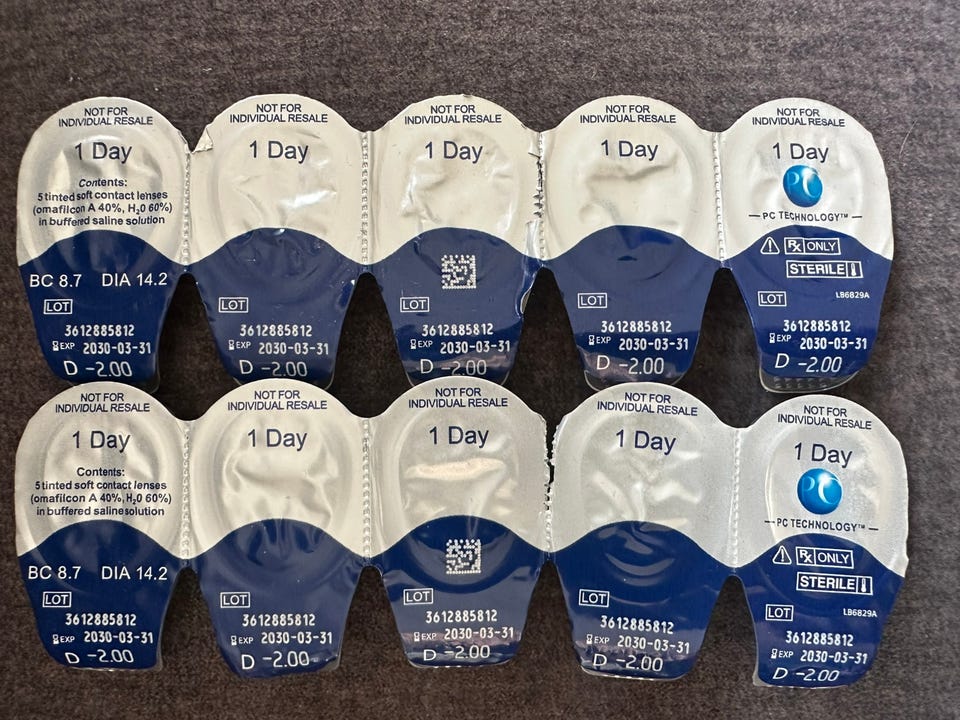 NOT FOR
INDIVIDUAL RESALE
1 Day
Contents:
5 tinted soft contact lenses
(omafilcon A 40%, H₂0 60%)
in buffered saline solution
BC 8.7 DIA 14.2
LOT
3612885812
EXP 2030-03-31
D -2.00
NOT FOR
INDIVIDUAL RESALE
1 Day
LOT
3612885812
EXP 2030-03-31
D -2.00
NOT FOR
INDIVIDUAL RESALE
1 Day
LOT
3612885812
EXP 2030-03-31
D -2.00
NOT FOR
INDIVIDUAL RESALE
1 Day
LOT
3612885812
EXP 2030-03-31
D -2.00
NOT FOR
INDIVIDUAL RESALE
1 Day
PC
PC TECHNOLOGY™
Rx ONLY
STERILE
LOT LB6829A
3612885812
EXP 2030-03-31
D -2.00
NOT FOR
INDIVIDUAL RESALE
1 Day
Contents:
5 tinted soft contact lenses
(omafilcon A 40%, H₂0 60%)
in buffered saline solution
BC 8.7 DIA 14.2
LOT
3612885812
EXP 2030-03-31
D -2.00
NOT FOR
INDIVIDUAL RESALE
1 Day
LOT
3612885812
EXP 2030-03-31
D -2.00
NOT FOR
INDIVIDUAL RESALE
1 Day
LOT
3612885812
EXP 2030-03-31
D -2.00
NOT FOR
INDIVIDUAL RESALE
1 Day
LOT
3612885812
EXP 2030-03-31
D -2.00
NOT FOR
INDIVIDUAL RESALE
1 Day
PC
PC TECHNOLOGY™
Rx ONLY
STERILE
LOT LB6829A
3612885812
EXP 2030-03-31
D -2.00